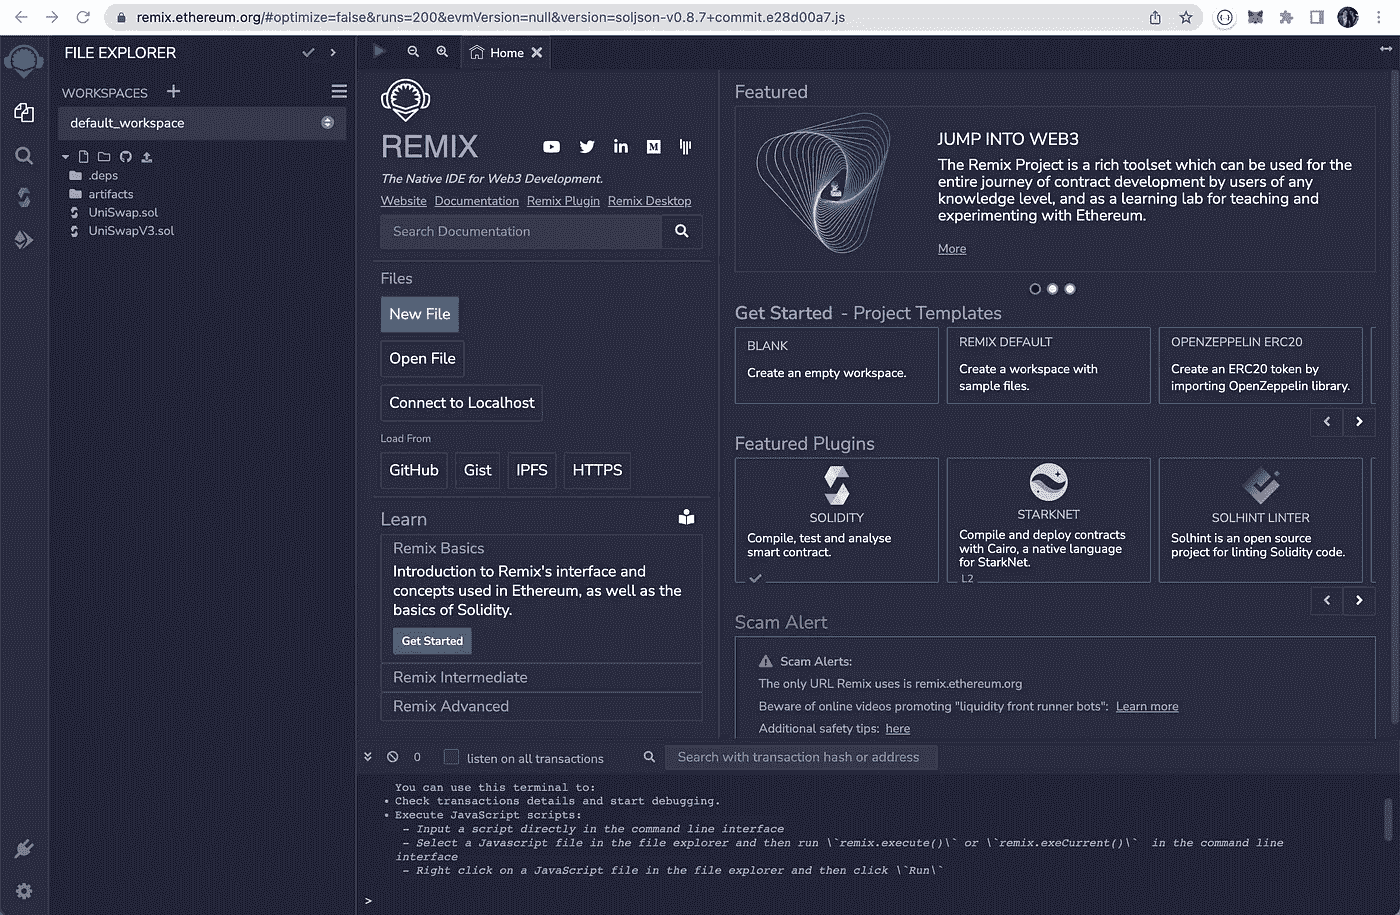 remix.ethereum.org/#optimize=false&runs=200&evmVersion=null&version=soljson-v0.8.7+commit.e28d00a7.js
FILE EXPLORER
WORKSPACES
default_workspace
.deps
artifacts
UniSwap.sol
UniSwapV3.sol
Home
REMIX
The Native IDE for Web3 Development.
Website Documentation Remix Plugin Remix Desktop
Search Documentation
Files
New File
Open File
Connect to Localhost
Load From
GitHub Gist IPFS HTTPS
Learn
Remix Basics
Introduction to Remix's interface and
concepts used in Ethereum, as well as the
basics of Solidity.
Get Started
Remix Intermediate
Remix Advanced
Featured
JUMP INTO WEB3
The Remix Project is a rich toolset which can be used for the
entire journey of contract development by users of any
knowledge level, and as a learning lab for teaching and
experimenting with Ethereum.
More
Get Started - Project Templates
BLANK
Create an empty workspace.
REMIX DEFAULT
Create a workspace with
sample files.
OPENZEPPELIN ERC20
Create an ERC20 token by
importing OpenZeppelin library.
Featured Plugins
SOLIDITY
Compile, test and analyse
smart contract.
STARKNET
Compile and deploy contracts
with Cairo, a native language
for StarkNet.
L2
SOLHINT LINTER
Solhint is an open source
project for linting Solidity code.
Scam Alert
Scam Alerts:
The only URL Remix uses is remix.ethereum.org
Beware of online videos promoting "liquidity front runner bots": Learn more
Additional safety tips: here
0 listen on all transactions Search with transaction hash or address
You can use this terminal to:
• Check transactions details and start debugging.
• Execute JavaScript scripts:
- Input a script directly in the command line interface
- Select a Javascript file in the file explorer and then run \`remix.execute()\` or \`remix.exeCurrent()\` in the command line
interface
- Right click on a JavaScript file in the file explorer and then click \`Run\`
>